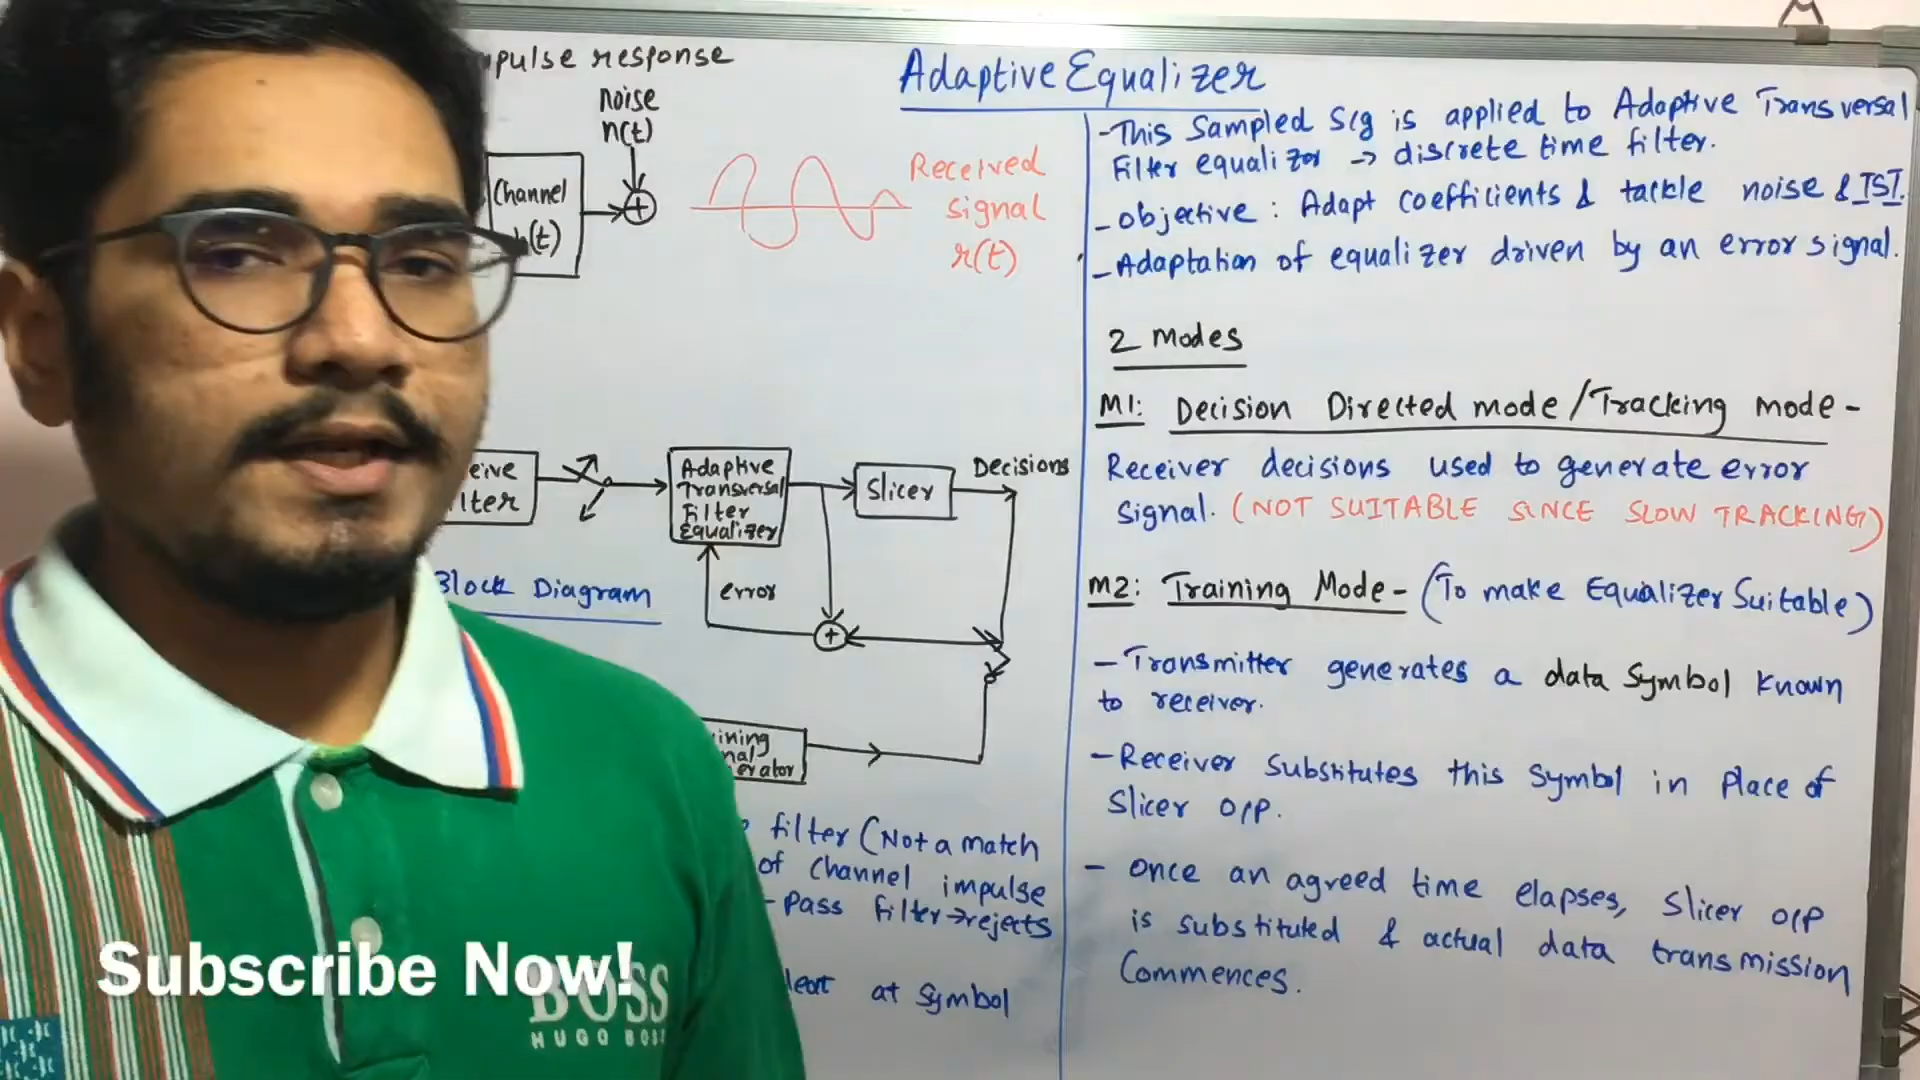 pulse response
Adaptive Equalizer
noise
n(t)
Channel
(t)
Received
signal
r(t)
-This Sampled sig is applied to Adaptive Transversal
Filter equalizer → discrete time filter.
-objective : Adapt coefficients & tackle noise & ISI.
-Adaptation of equalizer driven by an error signal.
2 Modes
M1: Decision Directed mode/Tracking mode-
Receiver decisions used to generate error
signal. (NOT SUITABLE SINCE SLOW TRACKING)
M2: Training Mode- (To make Equalizer Suitable)
-Transmitter generates a data symbol known
to receiver.
-Receiver substitutes this symbol in place of
slicer O/P.
- once an agreed time elapses, slicer O/P
is substituted & actual data transmission
Commences.
eive
lter
Adaptive
Transversal
Filter
Equalizer
Slicer
Decisions
error
Block Diagram
ining
nal
erator
filter (Not a match
of channel impulse
-pass filter→rejects
at symbol
Subscribe Now!
BOSS
HUGO BOSS